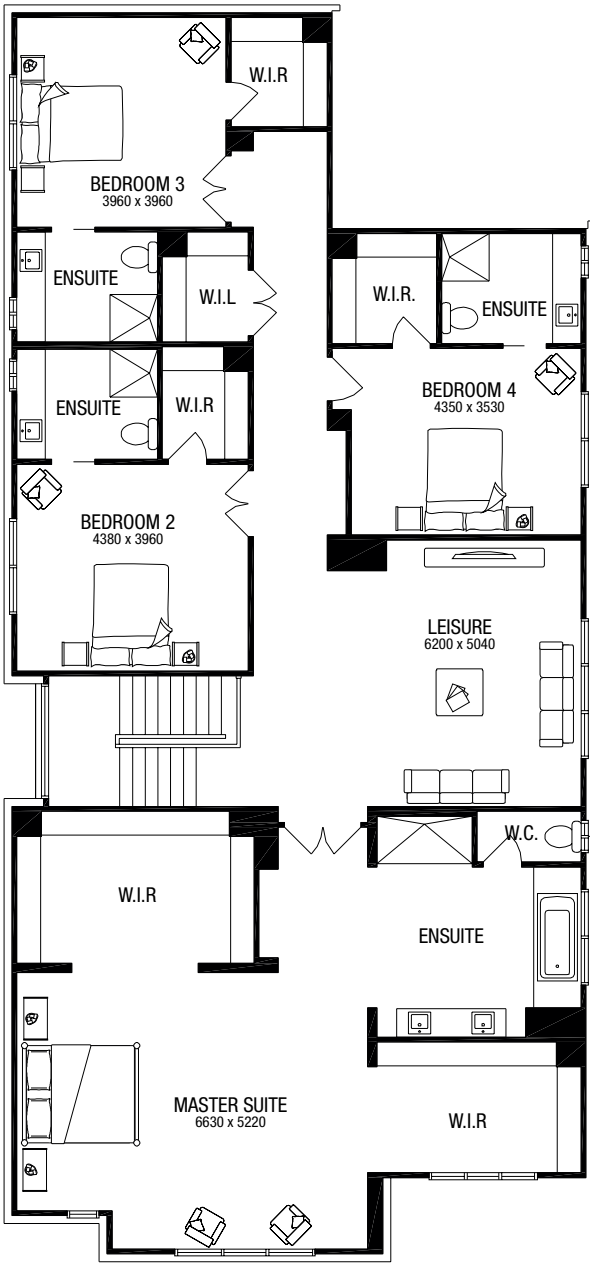 W.I.R
BEDROOM 3
3960 x 3960
ENSUITE
W.I.L
W.I.R.
ENSUITE
ENSUITE
W.I.R
BEDROOM 4
4350 x 3530
BEDROOM 2
4380 x 3960
LEISURE
6200 x 5040
W.C.
W.I.R
ENSUITE
MASTER SUITE
6630 x 5220
W.I.R